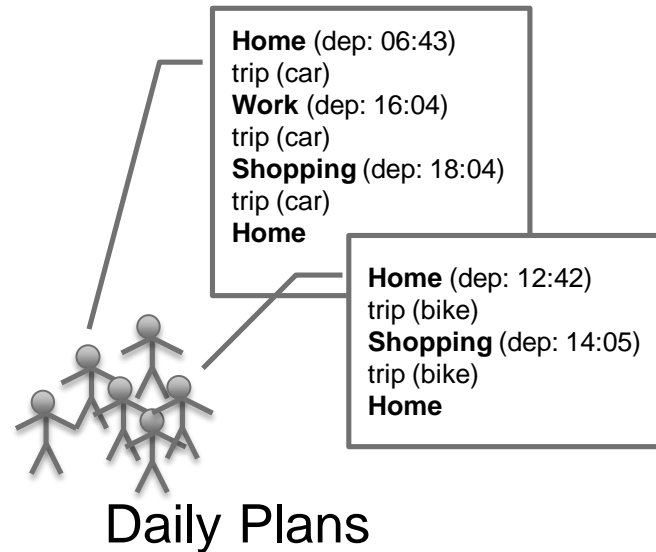 Home (dep: 06:43)
trip (car)
Work (dep: 16:04)
trip (car)
Shopping (dep: 18:04)
trip (car)
Home
Home (dep: 12:42)
trip (bike)
Shopping (dep: 14:05)
trip (bike)
Home
Daily Plans